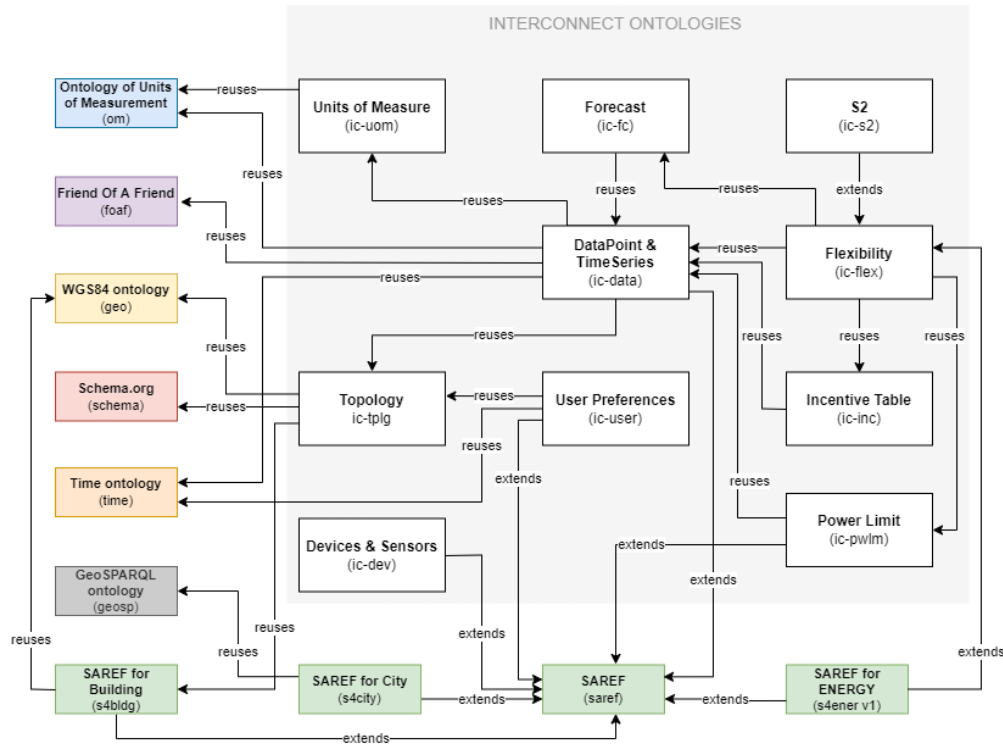 INTERCONNECT ONTOLOGIES
Ontology of Units
of Measurement
(om)
reuses
Units of Measure
(ic-uom)
Forecast
(ic-fc)
S2
(ic-s2)
reuses
reuses
reuses
extends
Friend Of A Friend
(foaf)
reuses
reuses
DataPoint &
TimeSeries
(ic-data)
reuses
Flexibility
(ic-flex)
reuses
WGS84 ontology
(geo)
reuses
reuses
reuses
reuses
reuses
reuses
Schema.org
(schema)
reuses
Topology
ic-tplg
reuses
User Preferences
(ic-user)
Incentive Table
(ic-inc)
reuses
extends
Time ontology
(time)
reuses
Devices & Sensors
(ic-dev)
Power Limit
(ic-pwlm)
extends
GeoSPARQL
ontology
(geosp)
extends
reuses
reuses
extends
reuses
extends
SAREF for
Building
(s4bldg)
SAREF for City
(s4city)
extends
SAREF
(saref)
extends
SAREF for
ENERGY
(s4ener v1)
extends